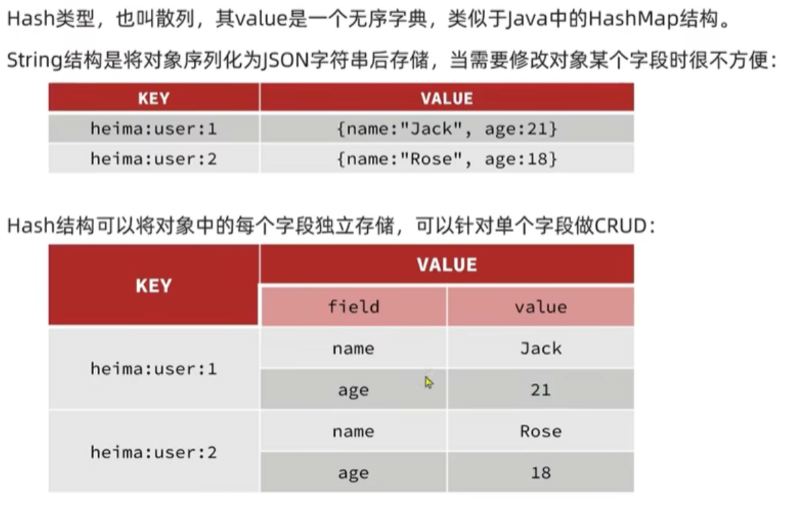 Hash类型，也叫散列，其value是一个无序字典，类似于Java中的HashMap结构。
String结构是将对象序列化为JSON字符串后存储，当需要修改对象某个字段时很不方便：
KEY VALUE
heima:user:1 {name:"Jack", age:21}
heima:user:2 {name:"Rose", age:18}
Hash结构可以将对象中的每个字段独立存储，可以针对单个字段做CRUD：
KEY VALUE
field value
heima:user:1 name Jack
age 21
heima:user:2 name Rose
age 18